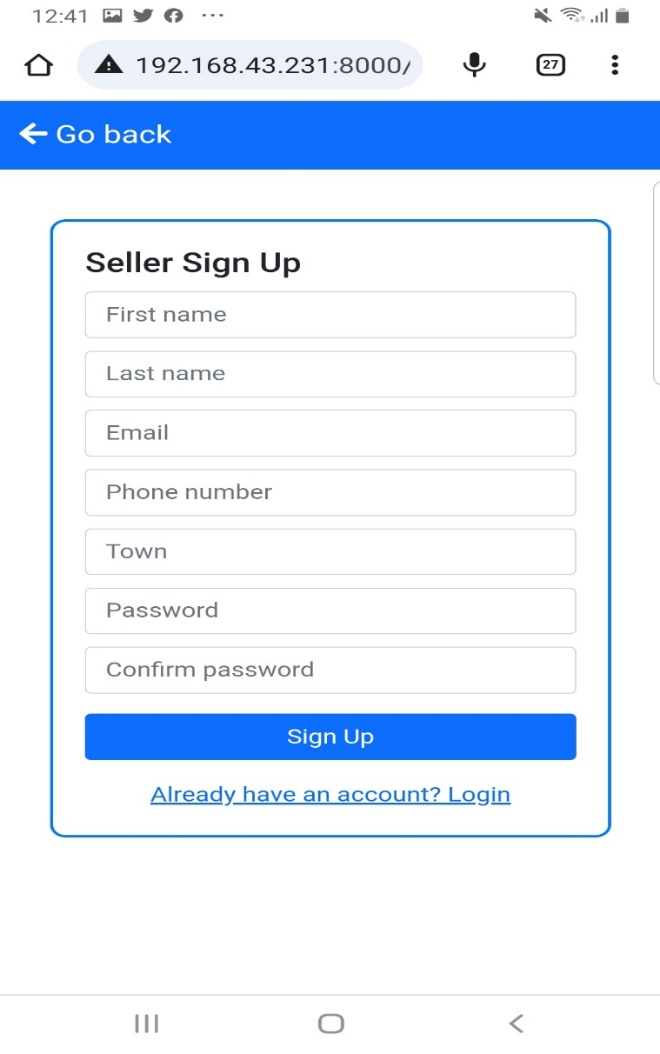 12:41
192.168.43.231:8000/
27
Go back
Seller Sign Up
First name
Last name
Email
Phone number
Town
Password
Confirm password
Sign Up
Already have an account? Login